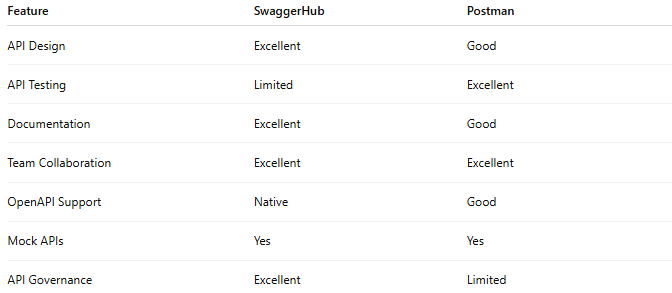 Feature SwaggerHub Postman
API Design Excellent Good
API Testing Limited Excellent
Documentation Excellent Good
Team Collaboration Excellent Excellent
OpenAPI Support Native Good
Mock APIs Yes Yes
API Governance Excellent Limited